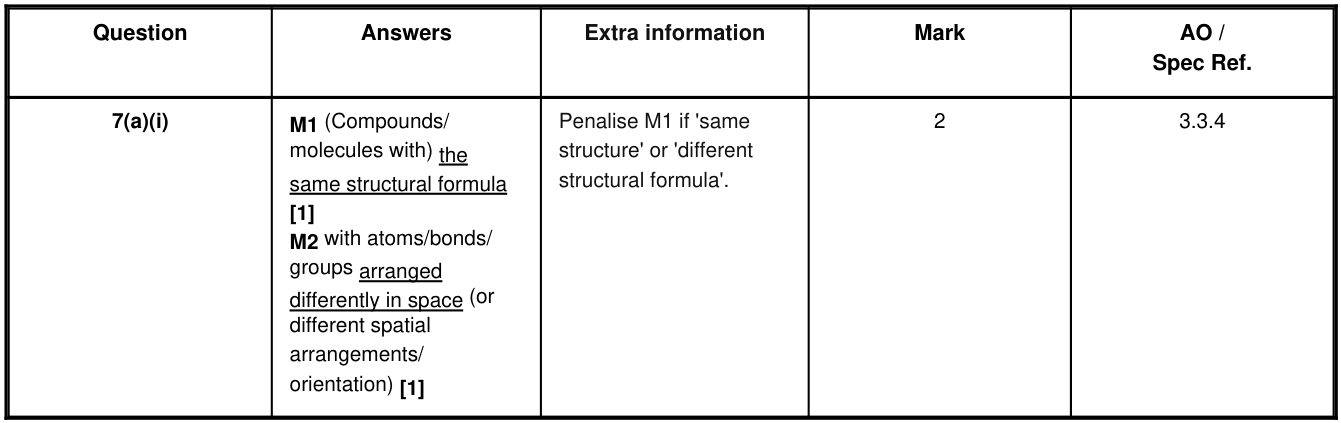 Question Answers Extra information Mark AO /
Spec Ref.
7(a)(i)
M1 (Compounds/
molecules with) the
same structural formula
[1]
M2 with atoms/bonds/
groups arranged
differently in space (or
different spatial
arrangements/
orientation) [1]
Penalise M1 if 'same
structure' or 'different
structural formula'.
2
3.3.4